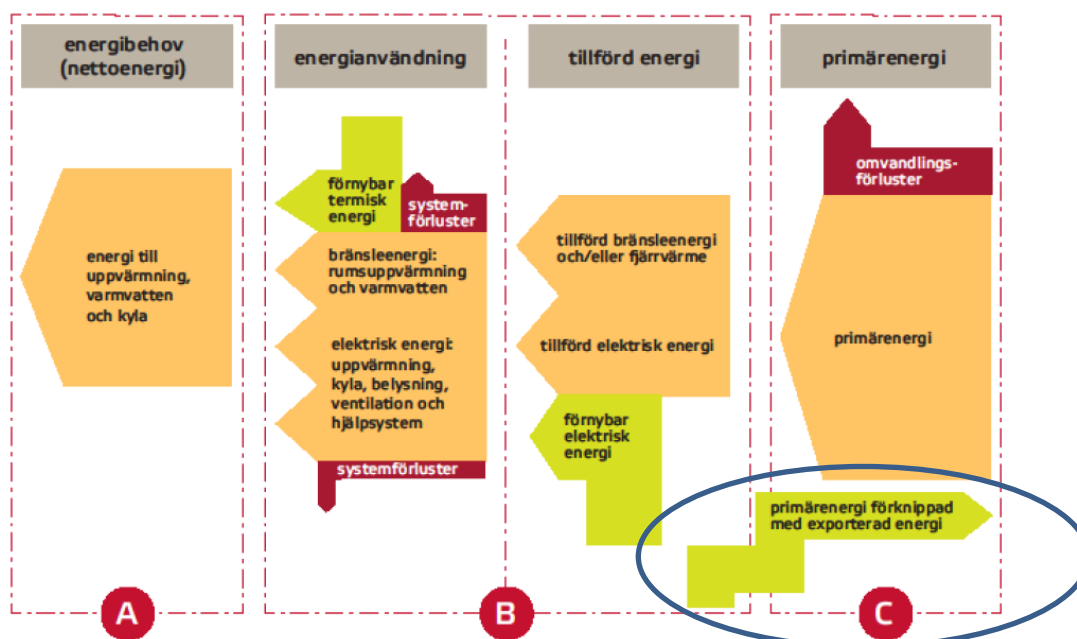 energibehov
(nettoenergi)
energianvändning
tillförd energi
primärenergi
energi till
uppvärmning,
varmvatten
och kyla
förnybar
termisk
energi
system-
förluster
bränsleenergi:
rumsuppvärmning
och varmvatten
elektrisk energi:
uppvärmning,
kyla, belysning,
ventilation och
hjälpsystem
systemförluster
tillförd bränsleenergi
och/eller fjärrvärme
tillförd elektrisk energi
förnybar
elektrisk
energi
omvandlings-
förluster
primärenergi
primärenergi förknippad
med exporterad energi
A
B
C